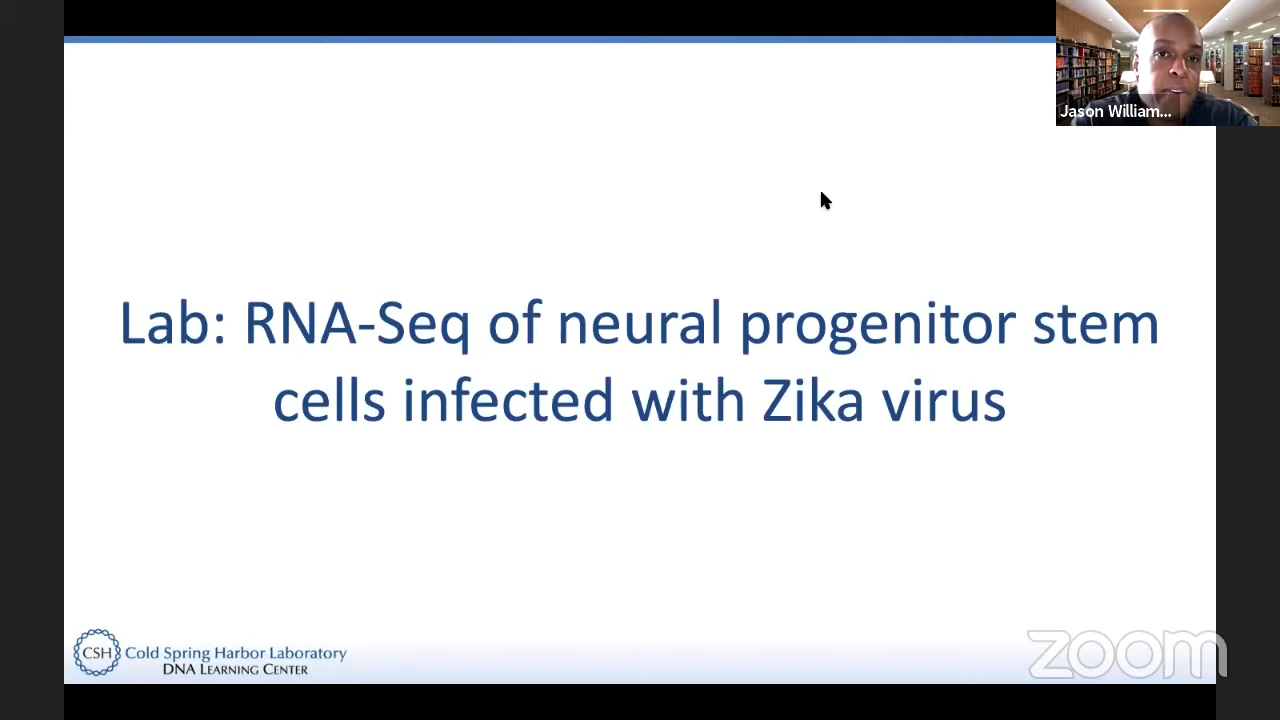 Jason William...
Lab: RNA-Seq of neural progenitor stem
cells infected with Zika virus
CSH Cold Spring Harbor Laboratory
DNA LEARNING CENTER
zoom